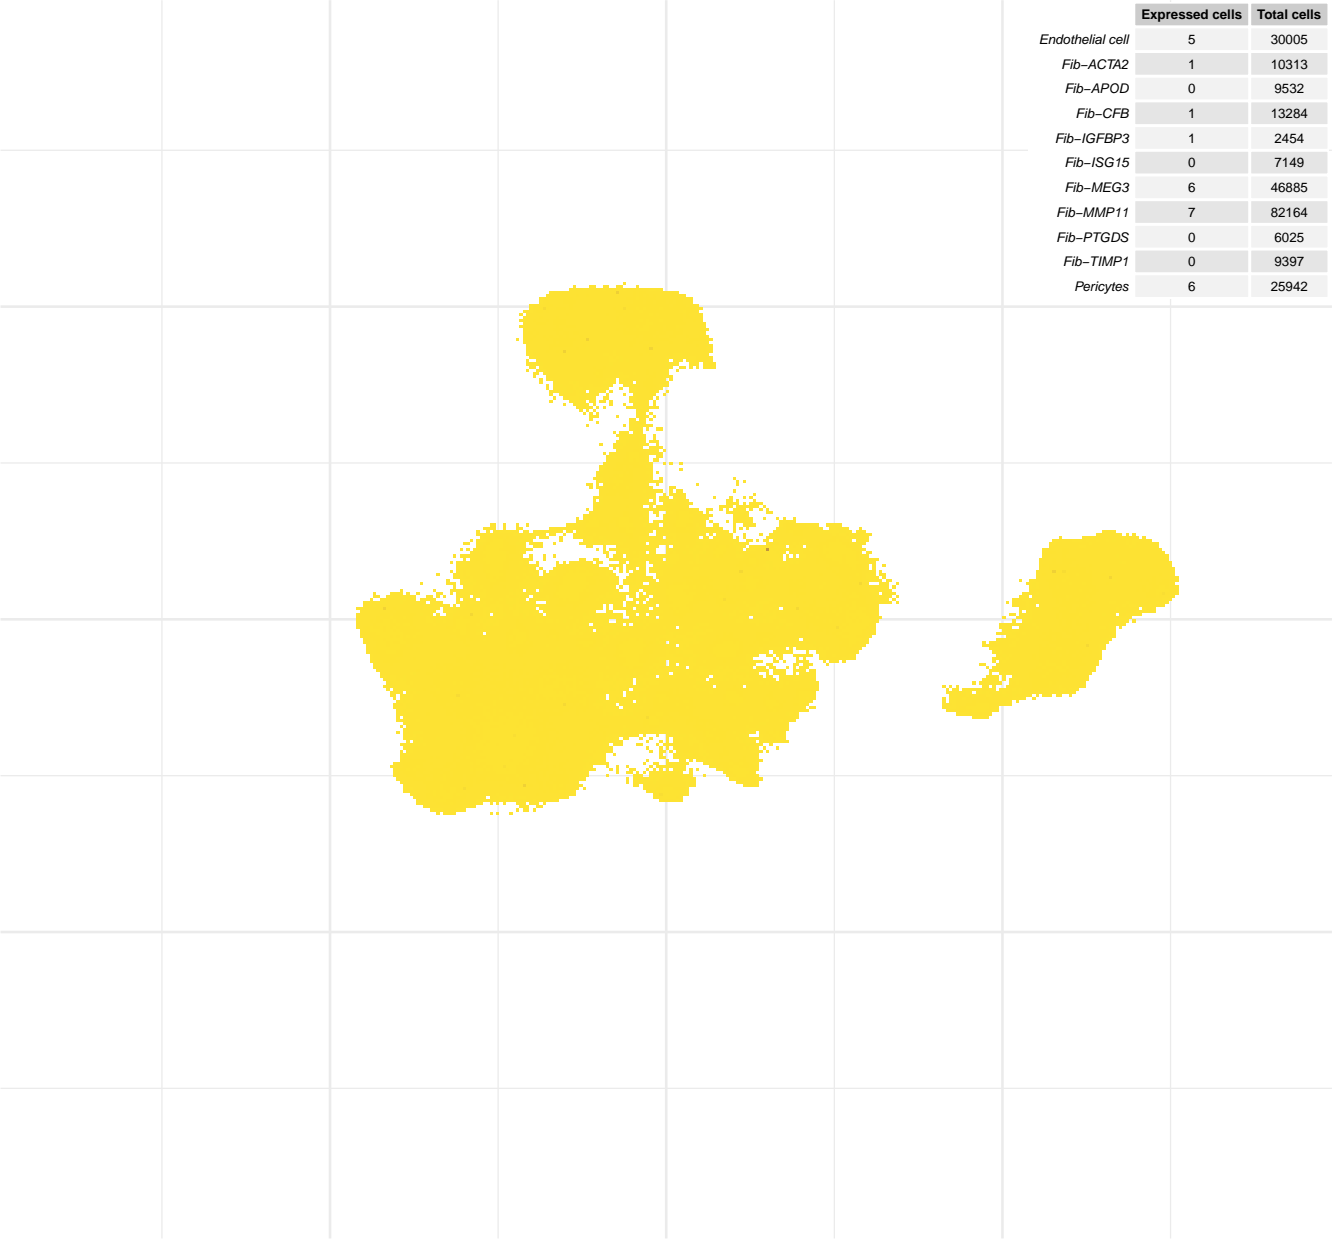 Expressed cells Total cells
Endothelial cell 5 30005
Fib−ACTA2 1 10313
Fib−APOD 0 9532
Fib−CFB 1 13284
Fib−IGFBP3 1 2454
Fib−ISG15 0 7149
Fib−MEG3 6 46885
Fib−MMP11 7 82164
Fib−PTGDS 0 6025
Fib−TIMP1 0 9397
Pericytes 6 25942